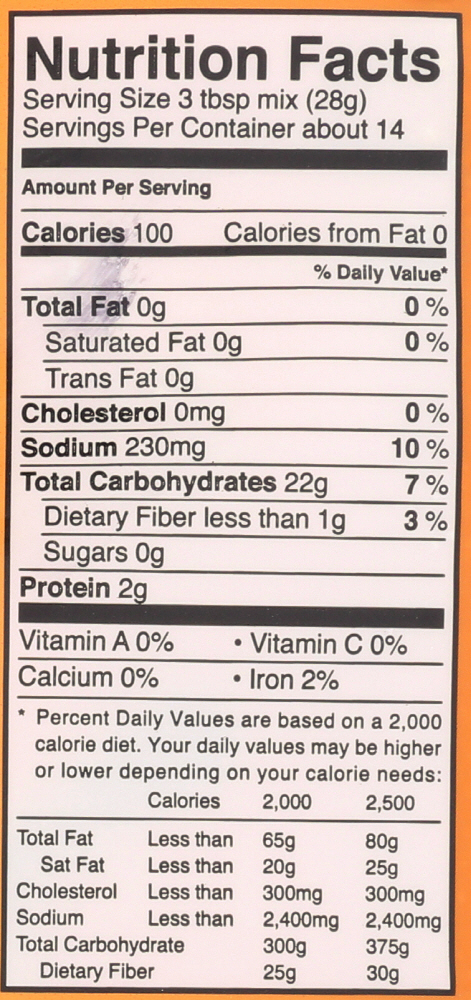 Nutrition Facts
Serving Size 3 tbsp mix (28g)
Servings Per Container about 14
Amount Per Serving
Calories 100 Calories from Fat 0
% Daily Value*
Total Fat 0g 0 %
Saturated Fat 0g 0 %
Trans Fat 0g
Cholesterol 0mg 0 %
Sodium 230mg 10 %
Total Carbohydrates 22g 7 %
Dietary Fiber less than 1g 3 %
Sugars 0g
Protein 2g
Vitamin A 0% • Vitamin C 0%
Calcium 0% • Iron 2%
* Percent Daily Values are based on a 2,000
calorie diet. Your daily values may be higher
or lower depending on your calorie needs:
Calories 2,000 2,500
Total Fat Less than 65g 80g
Sat Fat Less than 20g 25g
Cholesterol Less than 300mg 300mg
Sodium Less than 2,400mg 2,400mg
Total Carbohydrate 300g 375g
Dietary Fiber 25g 30g